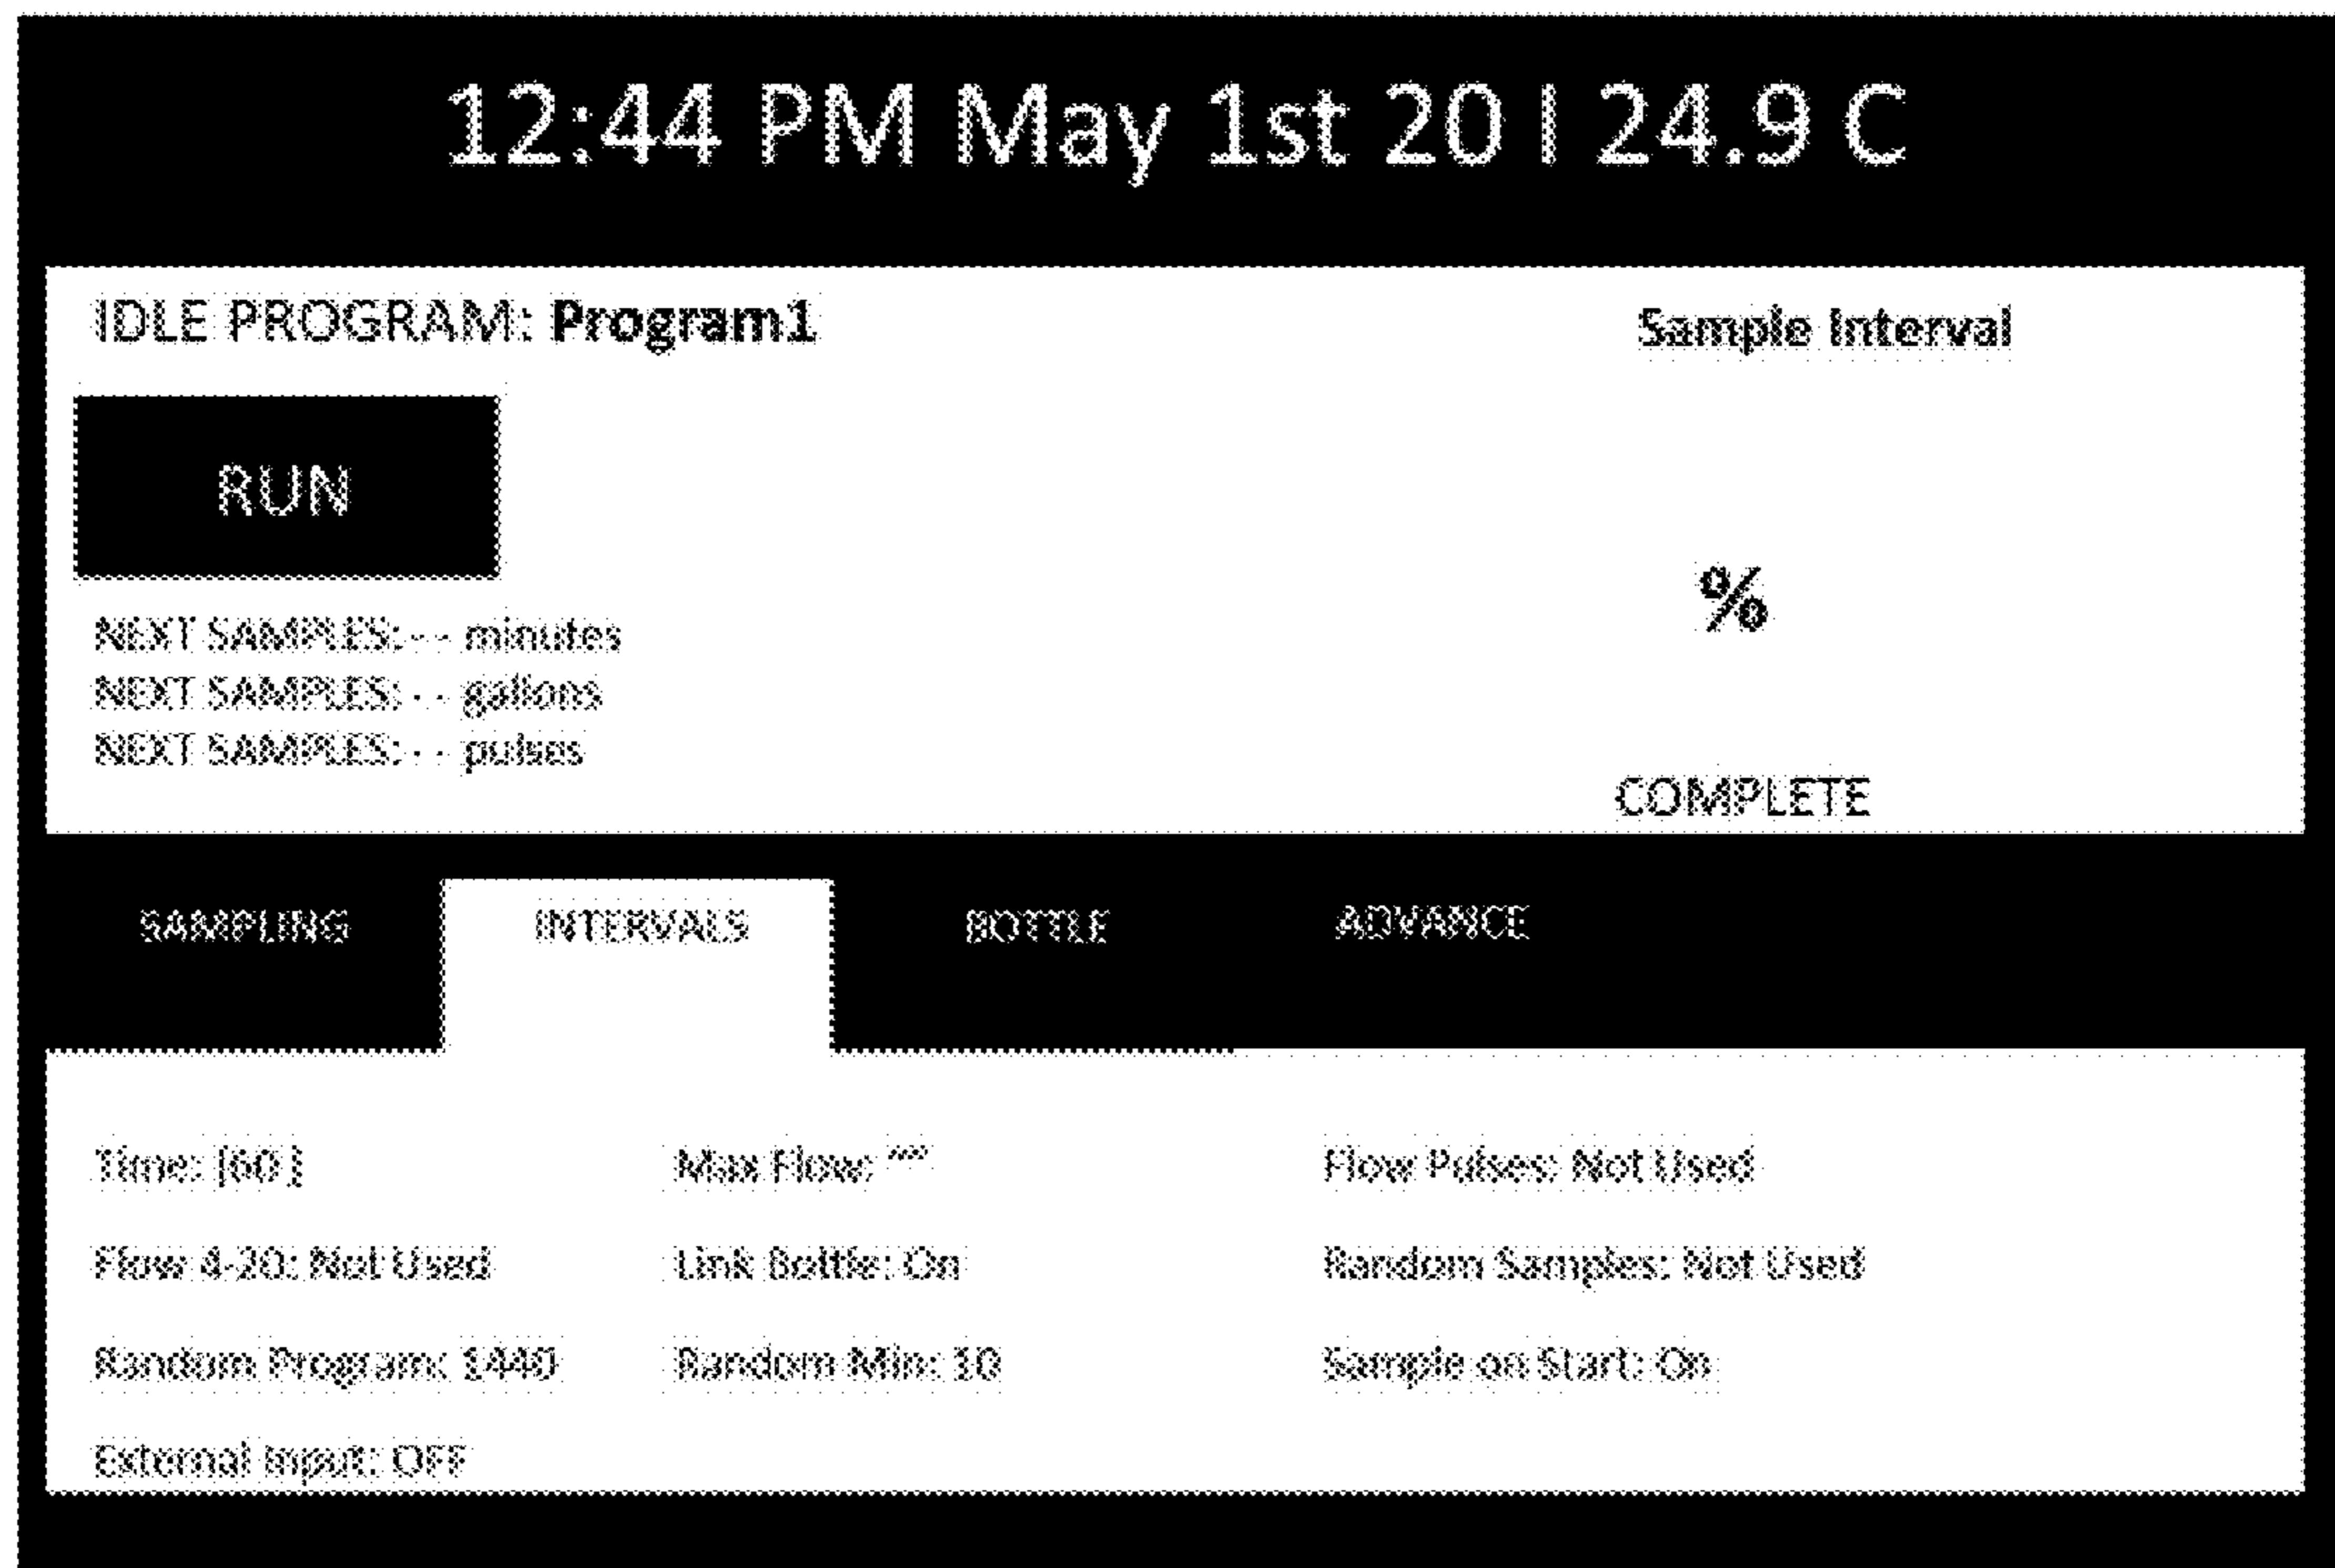 12:44 PM May 1st 20 I 24.9 C
IDLE PROGRAM: Program1
Sample Interval
RUN
%
NEXT SAMPLES: - - minutes
NEXT SAMPLES: - - gallons
NEXT SAMPLES: - - pulses
COMPLETE
SAMPLING INTERVALS BOTTLE ADVANCE
Time: [60] Max Flow: Flow Pulses: Not Used
Flow 4-20: Not Used Link Bottle: On Random Samples: Not Used
Random Program: 1440 Random Min: 10 Sample on Start: On
External Input: OFF